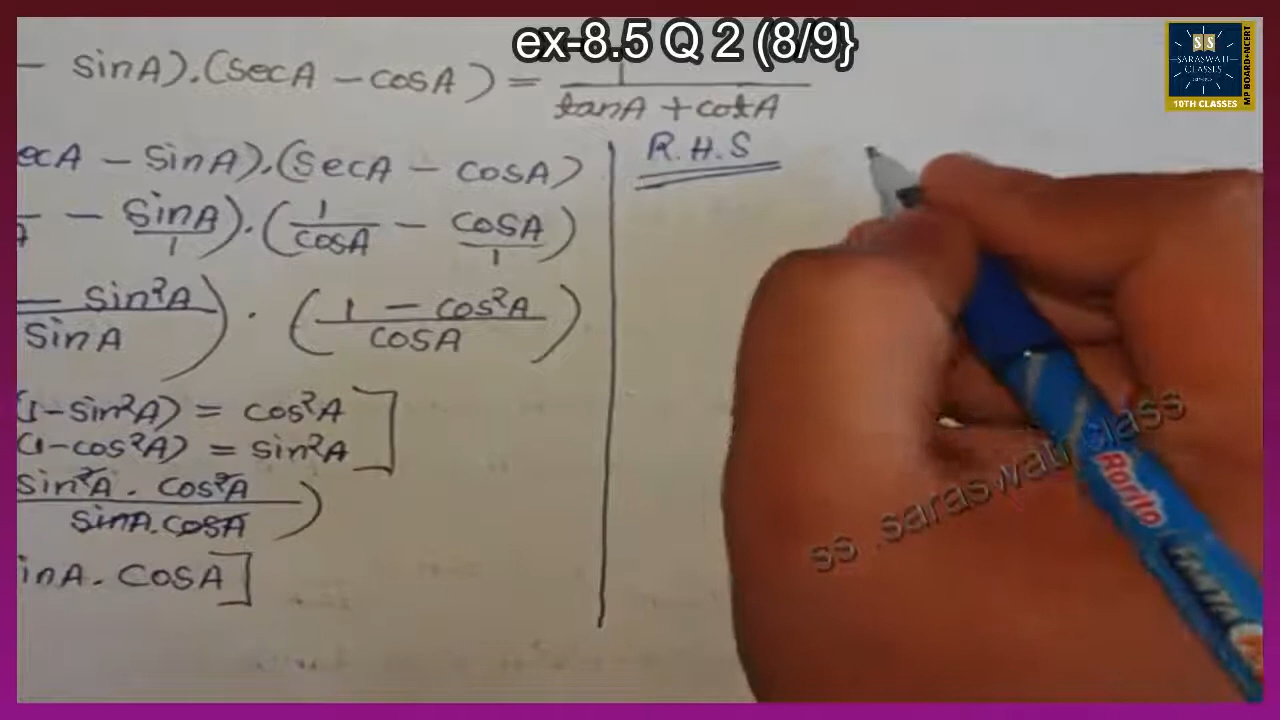 ex-8.5 Q 2 (8/9}
SS
SARASWATI
CLASSES
10TH CLASSES
MP BOARD-NCERT
- sinA).(secA - cosA) = 1/(tanA + cotA)
ecA - sinA).(secA - cosA)
- sinA/1).(1/cosA - cosA/1)
- sin²A/sinA) . (1 - cos²A/cosA)
(1-sin²A) = cos²A]
(1-cos²A) = sin²A
sin²A . cos²A/sinA.cosA)
inA. cosA]
R.H.S
ss .saraswati class
Rorito